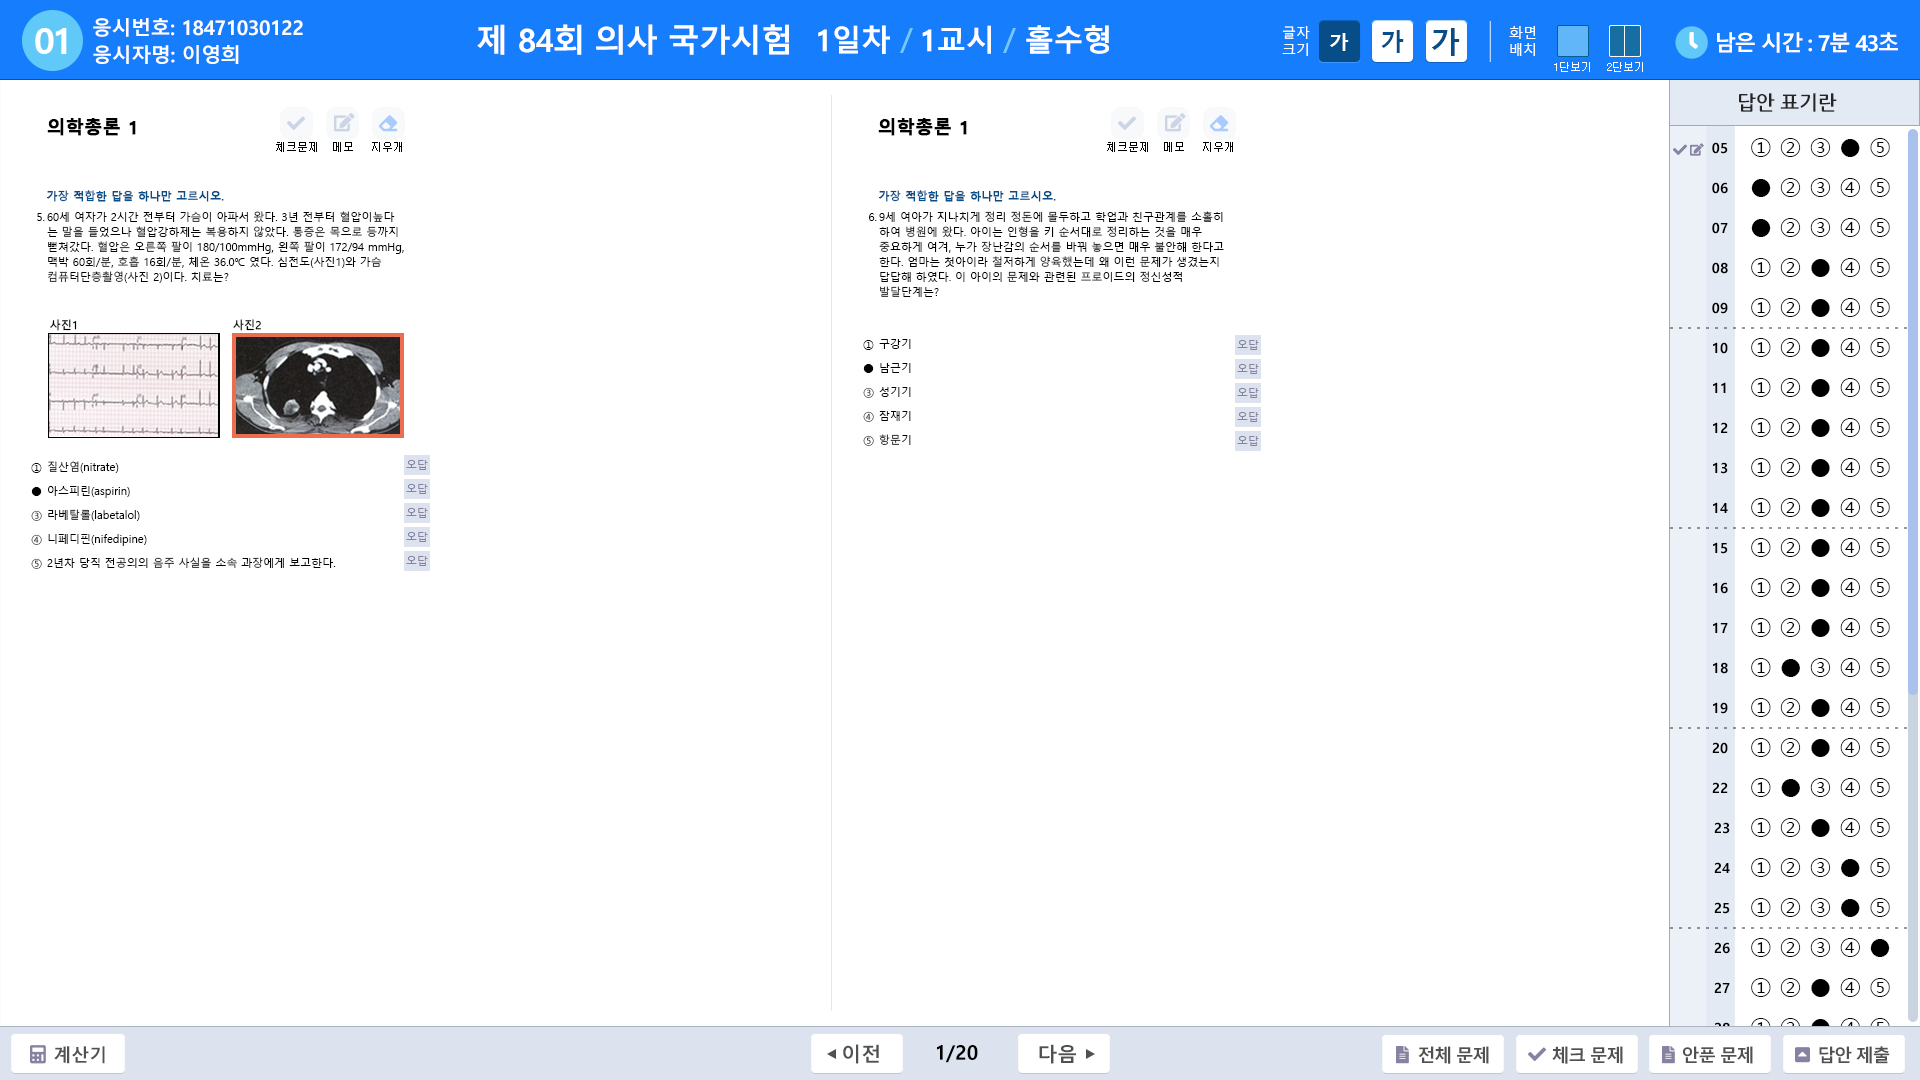 01
응시번호: 18471030122
응시자명: 이영희
제 84회 의사 국가시험 1일차 / 1교시 / 홀수형
글자
크기
가 가 가
화면
배치
1단보기 2단보기
남은 시간 : 7분 43초
의학총론 1
체크문제 메모 지우개
가장 적합한 답을 하나만 고르시오.
5. 60세 여자가 2시간 전부터 가슴이 아파서 왔다. 3년 전부터 혈압이높다
는 말을 들었으나 혈압강하제는 복용하지 않았다. 통증은 목으로 등까지
뻗쳐갔다. 혈압은 오른쪽 팔이 180/100mmHg, 왼쪽 팔이 172/94 mmHg,
맥박 60회/분, 호흡 16회/분, 체온 36.0℃ 였다. 심전도(사진1)와 가슴
컴퓨터단층촬영(사진 2)이다. 치료는?
사진1 사진2
① 질산염(nitrate) 오답
● 아스피린(aspirin) 오답
③ 라베탈롤(labetalol) 오답
④ 니페디핀(nifedipine) 오답
⑤ 2년차 당직 전공의의 음주 사실을 소속 과장에게 보고한다. 오답
의학총론 1
체크문제 메모 지우개
가장 적합한 답을 하나만 고르시오.
6. 9세 여아가 지나치게 정리 정돈에 몰두하고 학업과 친구관계를 소홀히
하여 병원에 왔다. 아이는 인형을 키 순서대로 정리하는 것을 매우
중요하게 여겨, 누가 장난감의 순서를 바꿔 놓으면 매우 불안해 한다고
한다. 엄마는 첫아이라 철저하게 양육했는데 왜 이런 문제가 생겼는지
답답해 하였다. 이 아이의 문제와 관련된 프로이드의 정신성적
발달단계는?
① 구강기 오답
● 남근기 오답
③ 성기기 오답
④ 잠재기 오답
⑤ 항문기 오답
답안 표기란
05 ① ② ③ ● ⑤
06 ● ② ③ ④ ⑤
07 ● ② ③ ④ ⑤
08 ① ② ● ④ ⑤
09 ① ② ● ④ ⑤
10 ① ② ● ④ ⑤
11 ① ② ● ④ ⑤
12 ① ② ● ④ ⑤
13 ① ② ● ④ ⑤
14 ① ② ● ④ ⑤
15 ① ② ● ④ ⑤
16 ① ② ● ④ ⑤
17 ① ② ● ④ ⑤
18 ① ● ③ ④ ⑤
19 ① ② ● ④ ⑤
20 ① ② ● ④ ⑤
22 ① ● ③ ④ ⑤
23 ① ② ● ④ ⑤
24 ① ② ③ ● ⑤
25 ① ② ③ ● ⑤
26 ① ② ③ ④ ●
27 ① ② ● ④ ⑤
28 ① ② ● ④ ⑤
계산기
◀ 이전 1/20 다음 ▶
전체 문제 체크 문제 안푼 문제 답안 제출